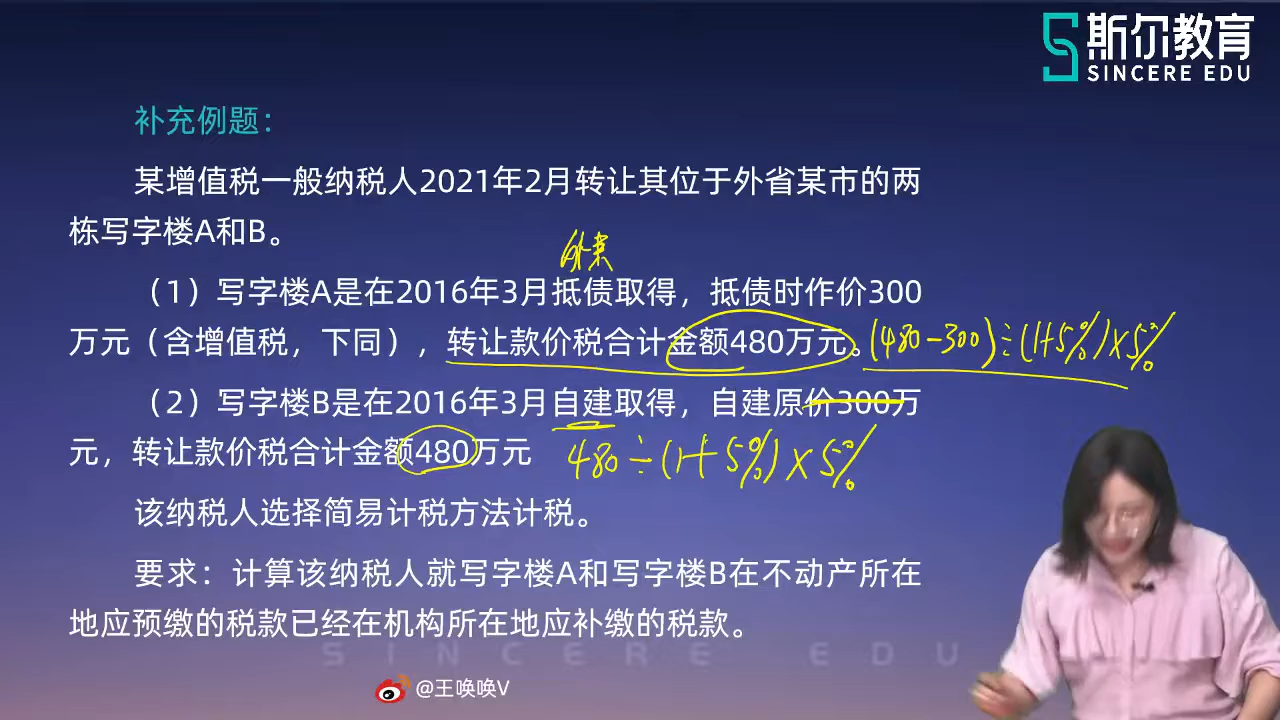 斯尔教育
SINCERE EDU
补充例题：
某增值税一般纳税人2021年2月转让其位于外省某市的两
栋写字楼A和B。
外来
（1）写字楼A是在2016年3月抵债取得，抵债时作价300
万元（含增值税，下同），转让款价税合计金额480万元。(480-300)÷(1+5%)×5%
（2）写字楼B是在2016年3月自建取得，自建原价300万
元，转让款价税合计金额480万元 480÷(1+5%)×5%
该纳税人选择简易计税方法计税。
要求：计算该纳税人就写字楼A和写字楼B在不动产所在
地应预缴的税款已经在机构所在地应补缴的税款。
SINCERE EDU
@王唤唤V